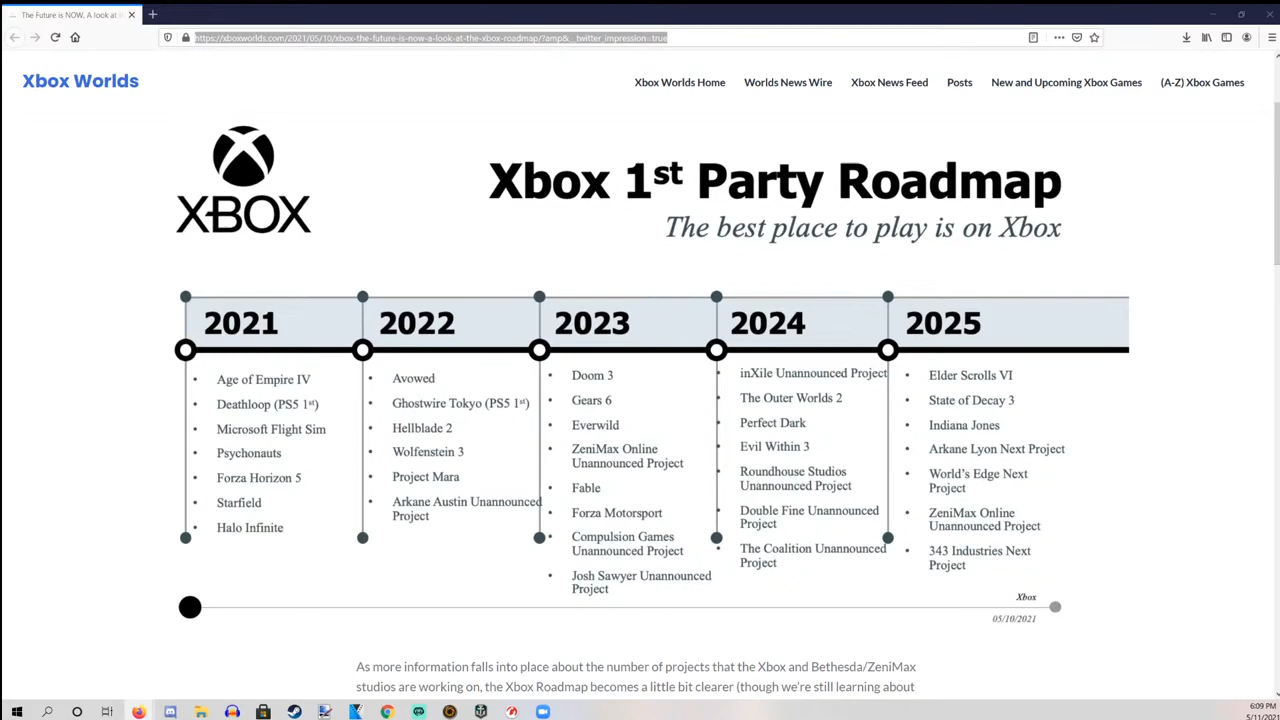 The Future is NOW, A look at
https://xboxworlds.com/2021/05/10/xbox-the-future-is-now-a-look-at-the-xbox-roadmap/?amp&__twitter_impression=true
Xbox Worlds
Xbox Worlds Home
Worlds News Wire
Xbox News Feed
Posts
New and Upcoming Xbox Games
(A-Z) Xbox Games
XBOX
Xbox 1st Party Roadmap
The best place to play is on Xbox
2021
• Age of Empire IV
• Deathloop (PS5 1st)
• Microsoft Flight Sim
• Psychonauts
• Forza Horizon 5
• Starfield
• Halo Infinite
2022
• Avowed
• Ghostwire Tokyo (PS5 1st)
• Hellblade 2
• Wolfenstein 3
• Project Mara
• Arkane Austin Unannounced
Project
2023
• Doom 3
• Gears 6
• Everwild
• ZeniMax Online
Unannounced Project
• Fable
• Forza Motorsport
• Compulsion Games
Unannounced Project
• Josh Sawyer Unannounced
Project
2024
• inXile Unannounced Project
• The Outer Worlds 2
• Perfect Dark
• Evil Within 3
• Roundhouse Studios
Unannounced Project
• Double Fine Unannounced
Project
• The Coalition Unannounced
Project
2025
• Elder Scrolls VI
• State of Decay 3
• Indiana Jones
• Arkane Lyon Next Project
• World's Edge Next
Project
• ZeniMax Online
Unannounced Project
• 343 Industries Next
Project
Xbox
05/10/2021
As more information falls into place about the number of projects that the Xbox and Bethesda/ZeniMax
studios are working on, the Xbox Roadmap becomes a little bit clearer (though we're still learning about
6:09 PM
5/11/2021